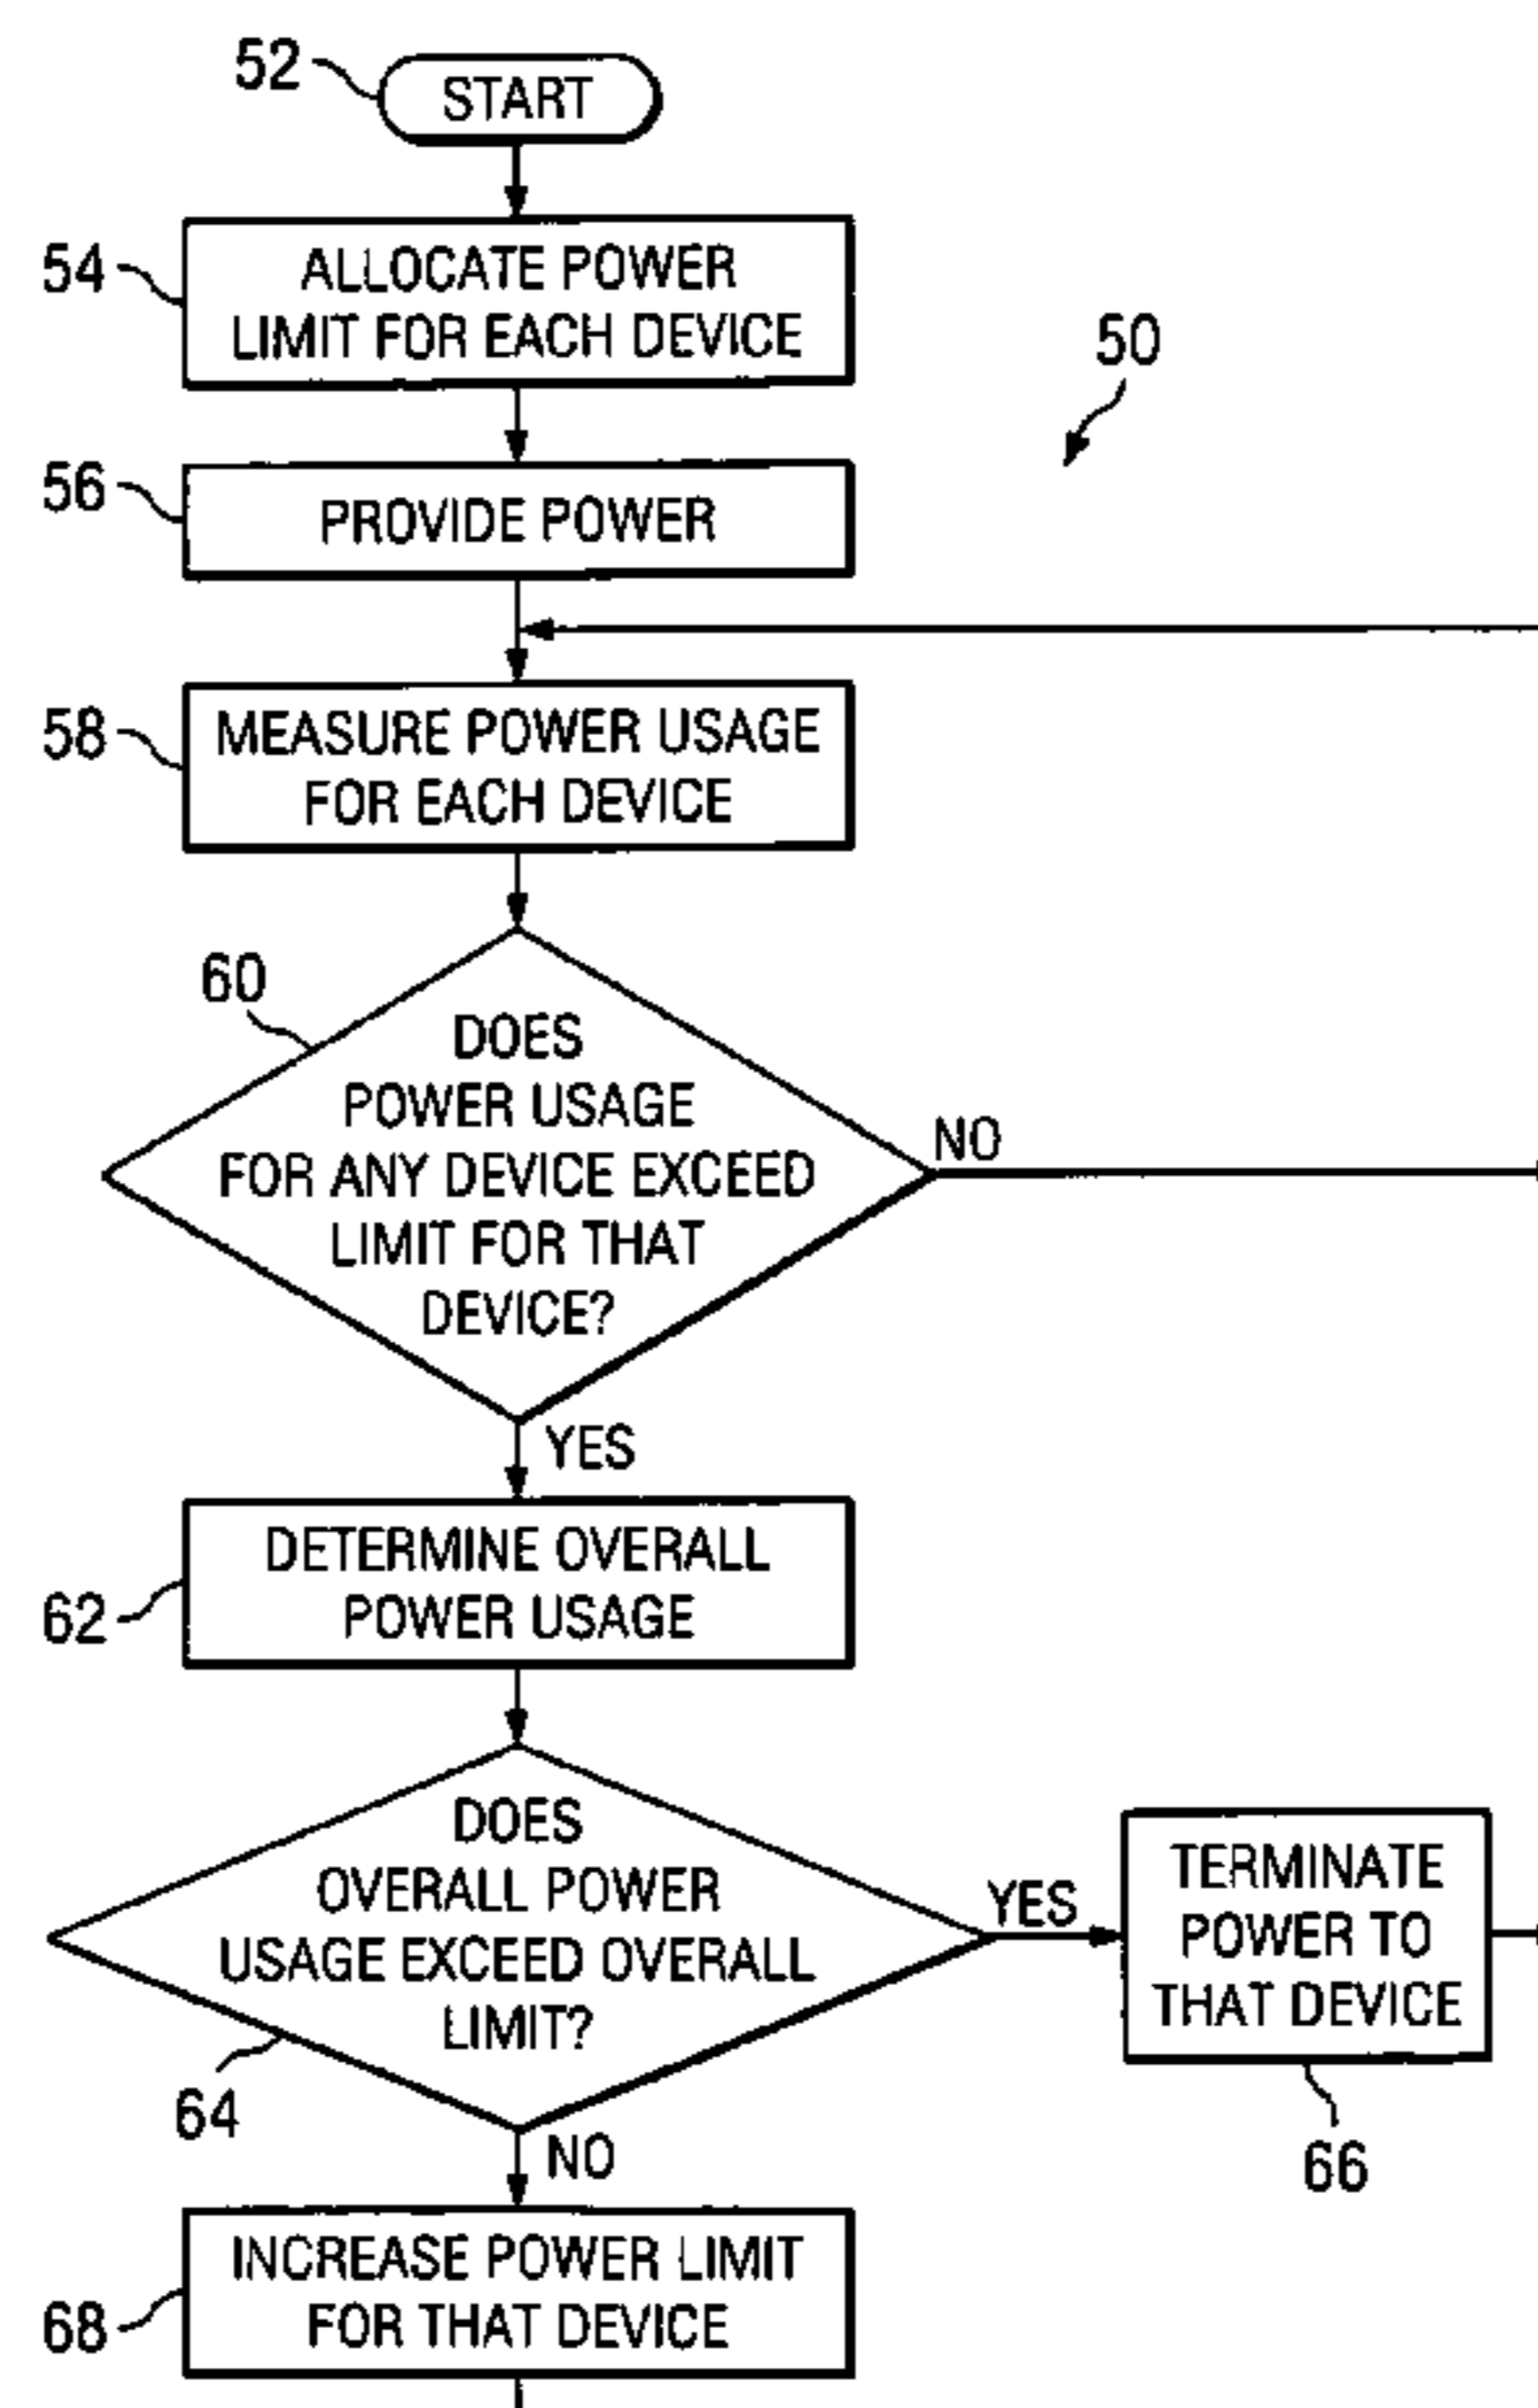 52
START
54
ALLOCATE POWER
LIMIT FOR EACH DEVICE
50
56
PROVIDE POWER
58
MEASURE POWER USAGE
FOR EACH DEVICE
60
DOES
POWER USAGE
FOR ANY DEVICE EXCEED
LIMIT FOR THAT
DEVICE?
NO
YES
DETERMINE OVERALL
POWER USAGE
62
DOES
OVERALL POWER
USAGE EXCEED OVERALL
LIMIT?
64
YES
TERMINATE
POWER TO
THAT DEVICE
66
NO
INCREASE POWER LIMIT
FOR THAT DEVICE
68